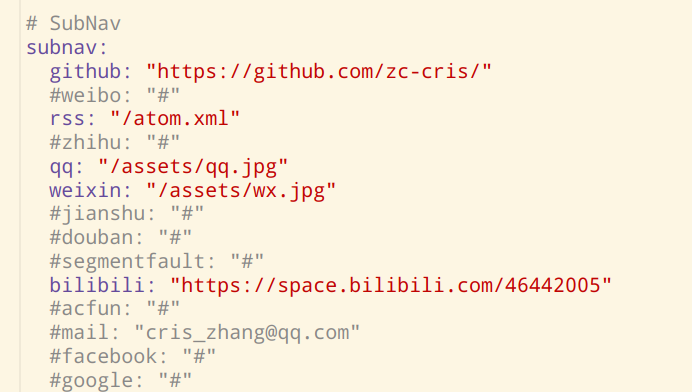 # SubNav
subnav:
  github: "https://github.com/zc-cris/"
  #weibo: "#"
  rss: "/atom.xml"
  #zhihu: "#"
  qq: "/assets/qq.jpg"
  weixin: "/assets/wx.jpg"
  #jianshu: "#"
  #douban: "#"
  #segmentfault: "#"
  bilibili: "https://space.bilibili.com/46442005"
  #acfun: "#"
  #mail: "cris_zhang@qq.com"
  #facebook: "#"
  #google: "#"